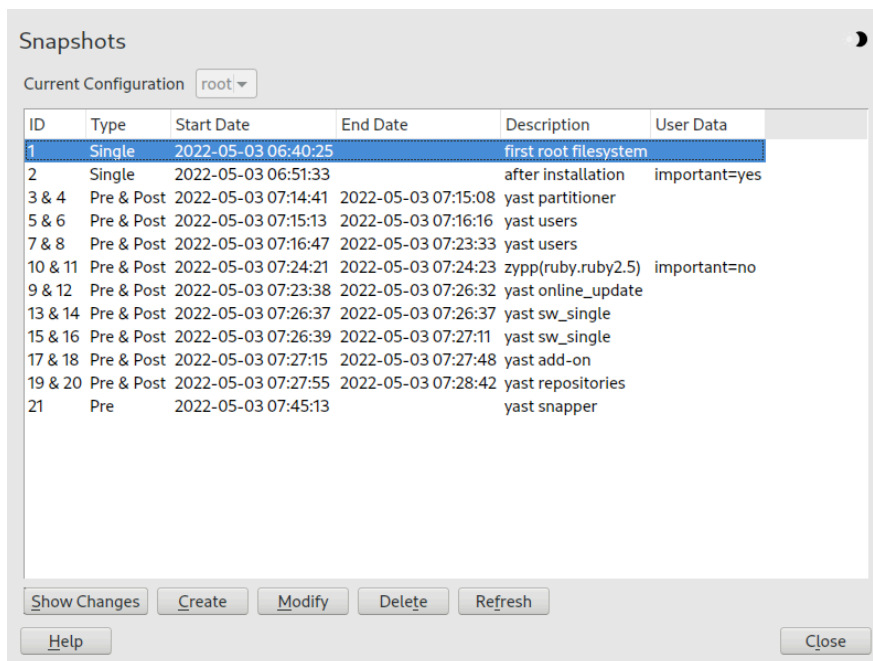 Snapshots
Current Configuration root
ID Type Start Date End Date Description User Data
1 Single 2022-05-03 06:40:25 first root filesystem
2 Single 2022-05-03 06:51:33 after installation important=yes
3 & 4 Pre & Post 2022-05-03 07:14:41 2022-05-03 07:15:08 yast partitioner
5 & 6 Pre & Post 2022-05-03 07:15:13 2022-05-03 07:16:16 yast users
7 & 8 Pre & Post 2022-05-03 07:16:47 2022-05-03 07:23:33 yast users
10 & 11 Pre & Post 2022-05-03 07:24:21 2022-05-03 07:24:23 zypp(ruby.ruby2.5) important=no
9 & 12 Pre & Post 2022-05-03 07:23:38 2022-05-03 07:26:32 yast online_update
13 & 14 Pre & Post 2022-05-03 07:26:37 2022-05-03 07:26:37 yast sw_single
15 & 16 Pre & Post 2022-05-03 07:26:39 2022-05-03 07:27:11 yast sw_single
17 & 18 Pre & Post 2022-05-03 07:27:15 2022-05-03 07:27:48 yast add-on
19 & 20 Pre & Post 2022-05-03 07:27:55 2022-05-03 07:28:42 yast repositories
21 Pre 2022-05-03 07:45:13 yast snapper
Show Changes Create Modify Delete Refresh
Help Close